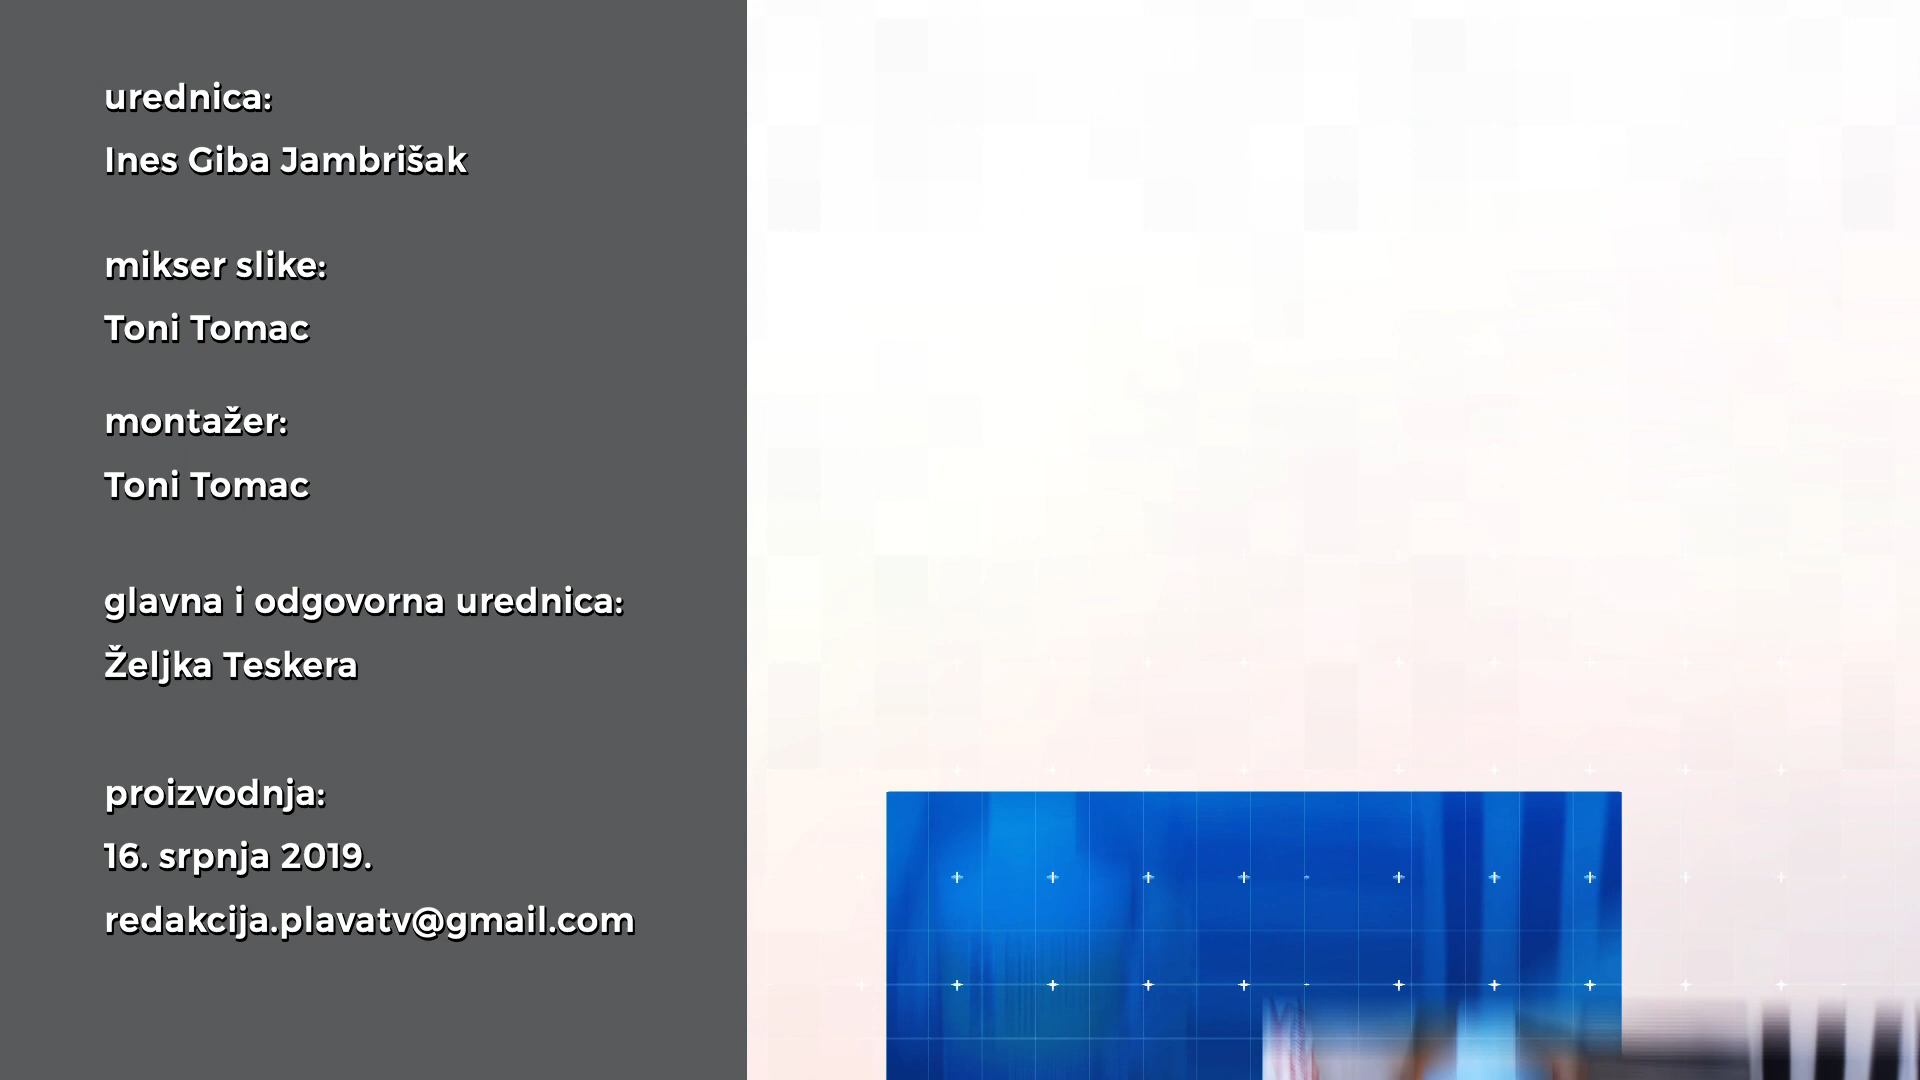 urednica:
Ines Giba Jambrišak
mikser slike:
Toni Tomac
montažer:
Toni Tomac
glavna i odgovorna urednica:
Željka Teskera
proizvodnja:
16. srpnja 2019.
redakcija.plavatv@gmail.com